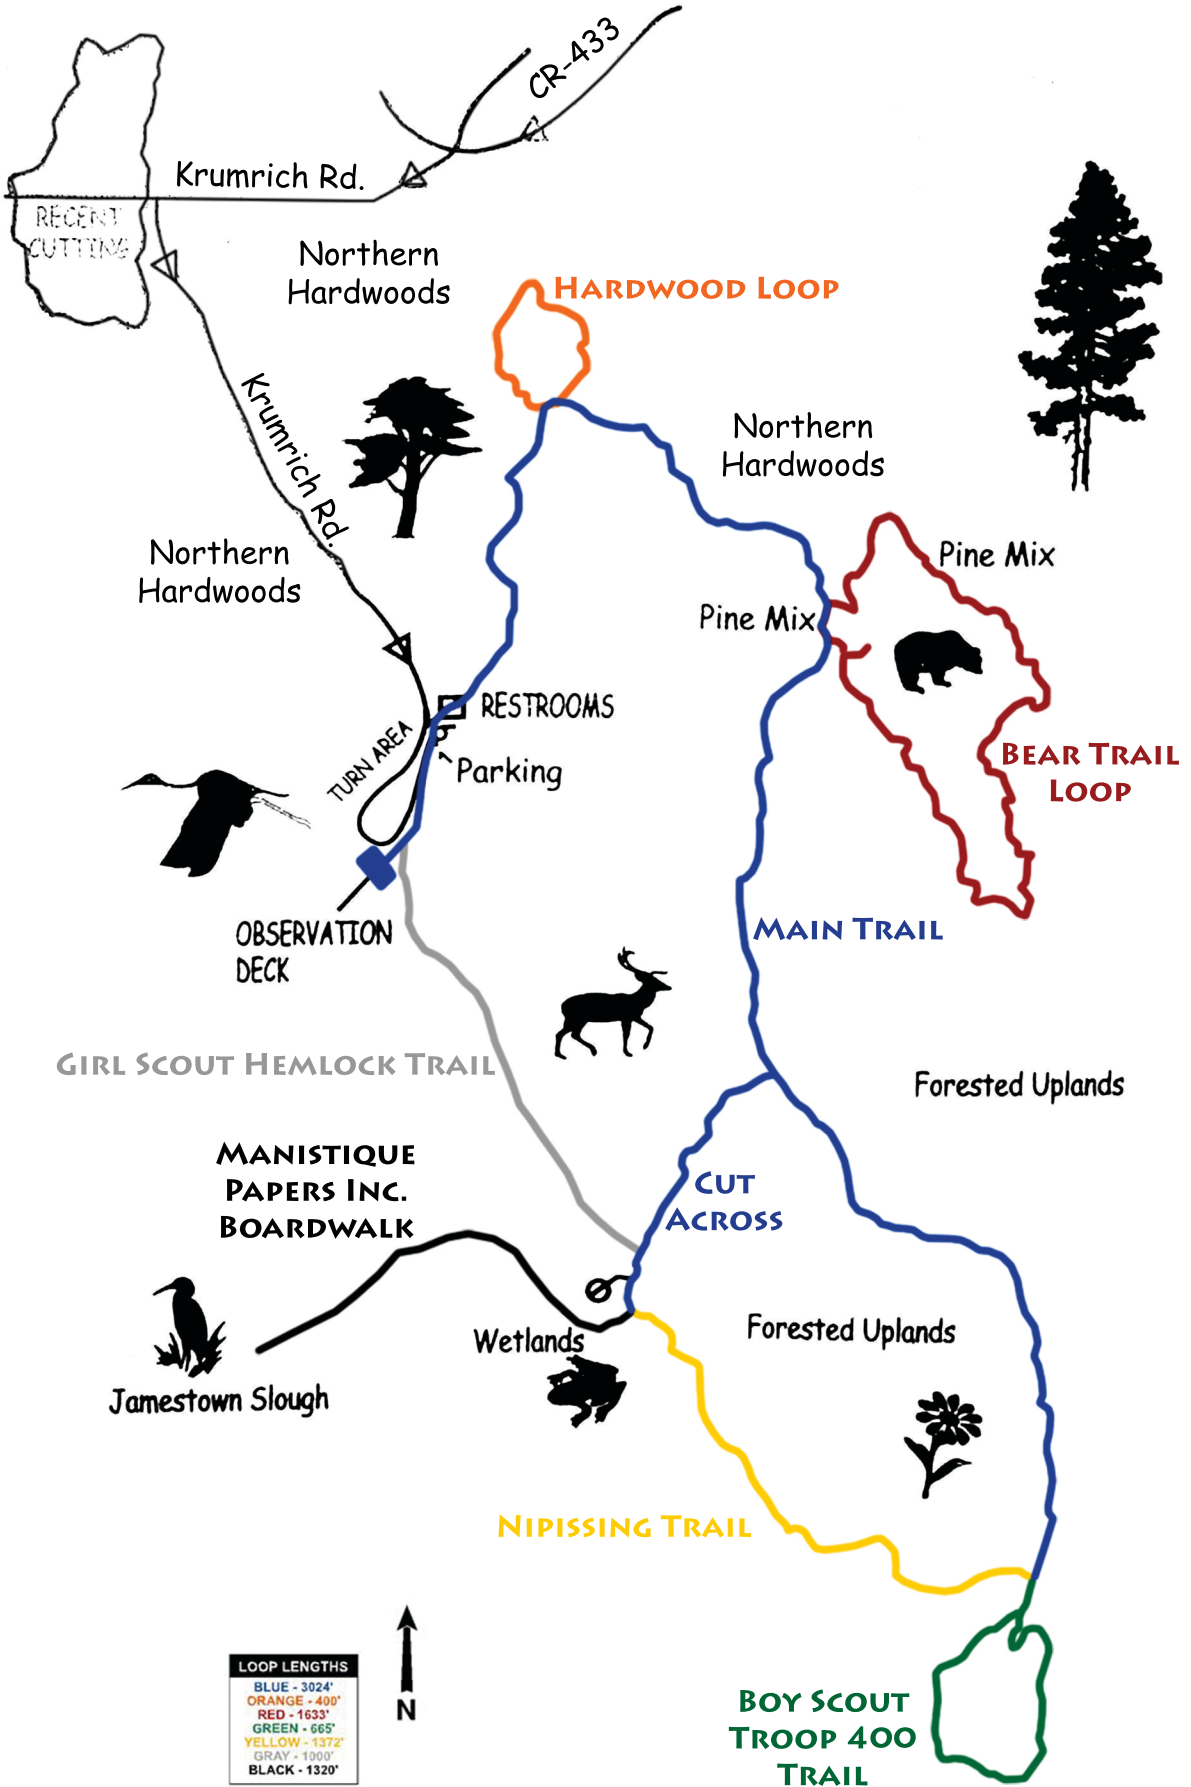 CR-433
Krumrich Rd.
RECENT
CUTTING
Northern
Hardwoods
HARDWOOD LOOP
Krumrich Rd.
Northern
Hardwoods
Northern
Hardwoods
Pine Mix
Pine Mix
RESTROOMS
TURN AREA
Parking
BEAR TRAIL
LOOP
OBSERVATION
DECK
MAIN TRAIL
GIRL SCOUT HEMLOCK TRAIL
Forested Uplands
MANISTIQUE
PAPERS INC.
BOARDWALK
CUT
ACROSS
Wetlands
Forested Uplands
Jamestown Slough
NIPISSING TRAIL
N
LOOP LENGTHS
BLUE - 3024'
ORANGE - 400'
RED - 1633'
GREEN - 665'
YELLOW - 1372'
GRAY - 1000'
BLACK - 1320'
BOY SCOUT
TROOP 400
TRAIL